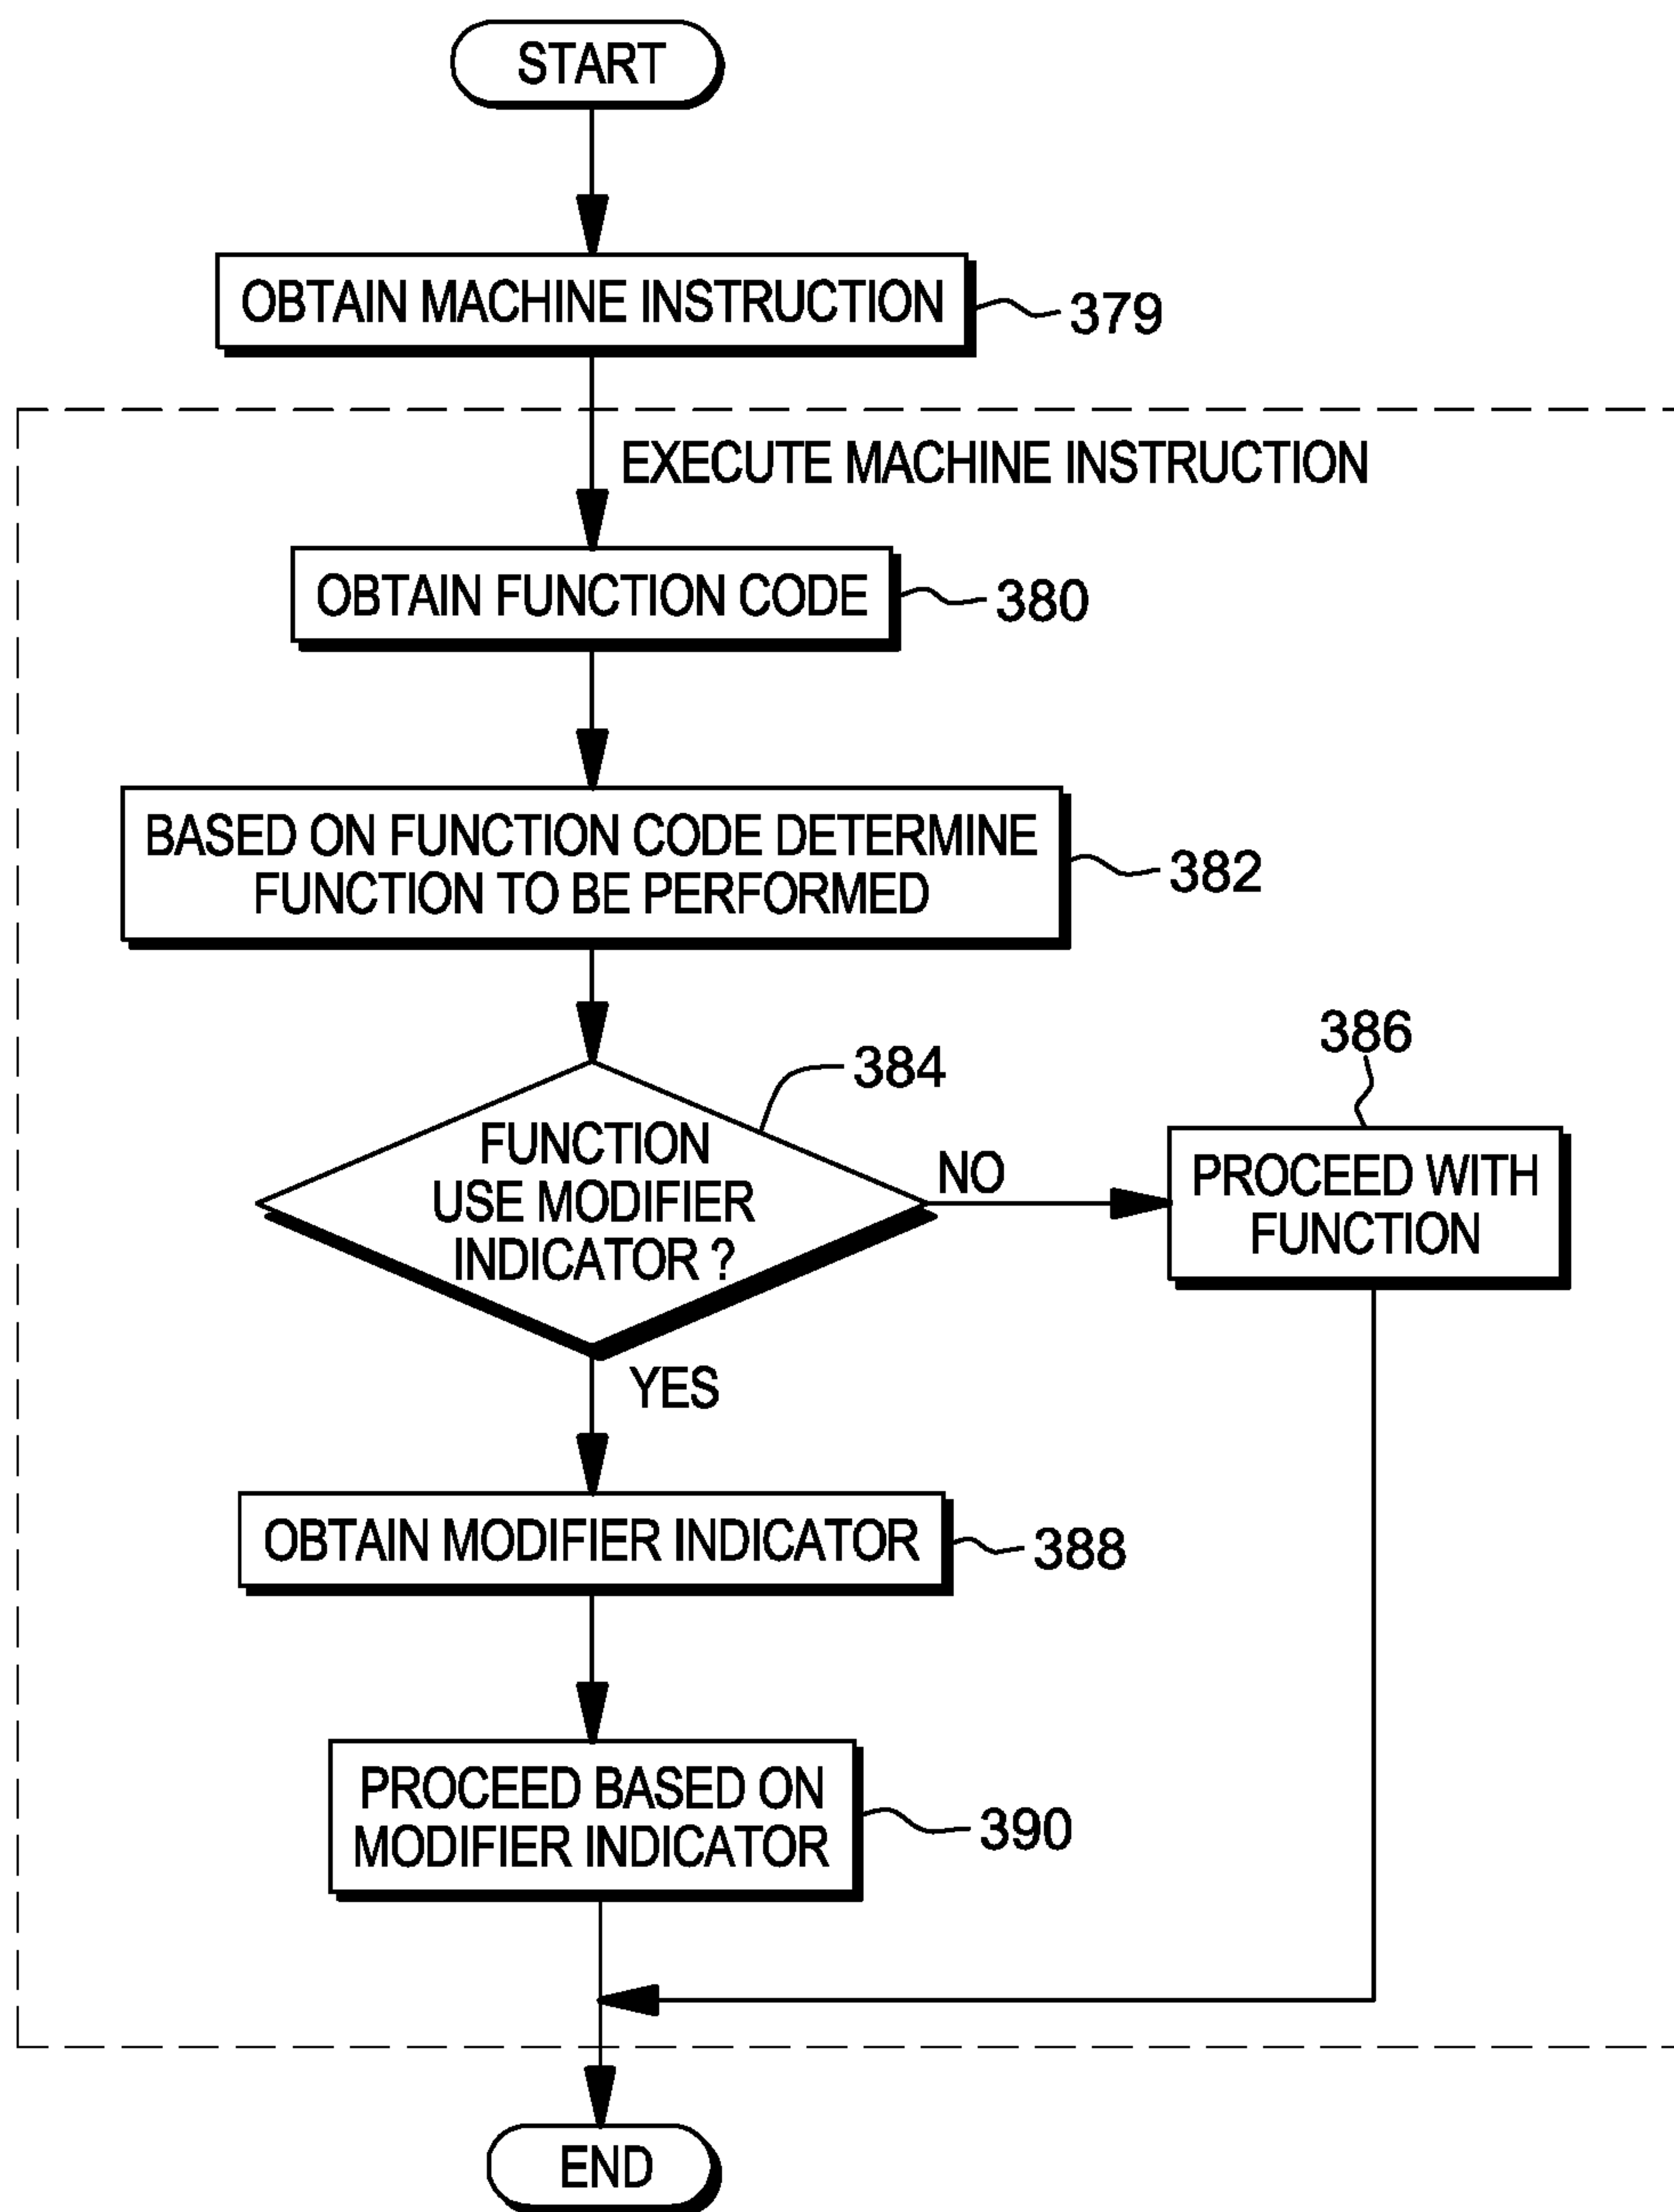 START
OBTAIN MACHINE INSTRUCTION
379
EXECUTE MACHINE INSTRUCTION
OBTAIN FUNCTION CODE
380
BASED ON FUNCTION CODE DETERMINE
FUNCTION TO BE PERFORMED
382
384
FUNCTION
USE MODIFIER
INDICATOR ?
NO
386
PROCEED WITH
FUNCTION
YES
OBTAIN MODIFIER INDICATOR
388
PROCEED BASED ON
MODIFIER INDICATOR
390
END